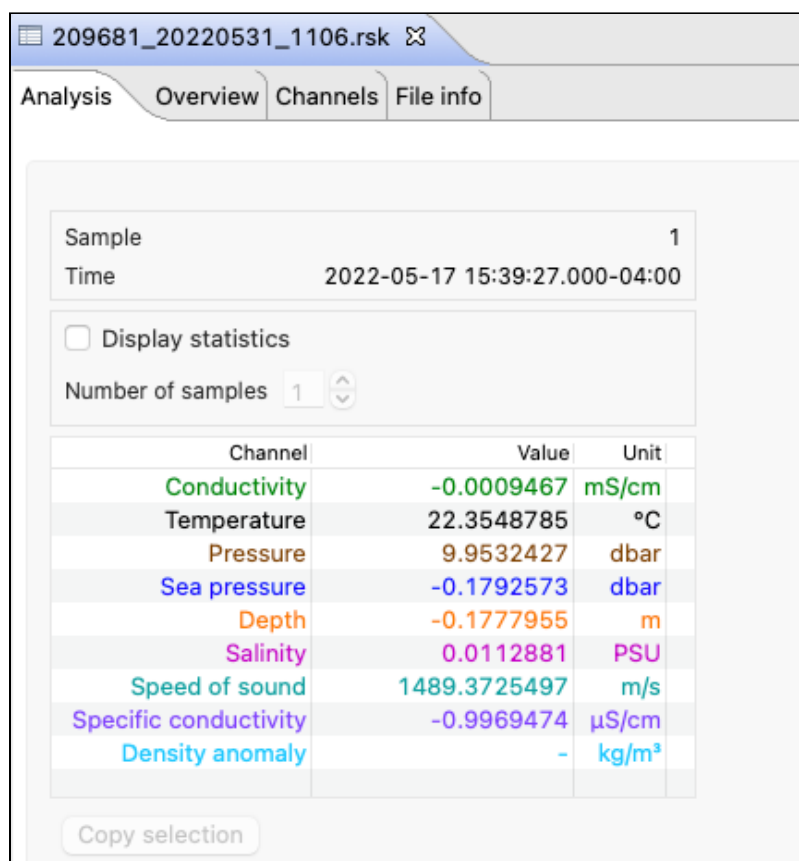 209681_20220531_1106.rsk
Analysis Overview Channels File info
Sample 1
Time 2022-05-17 15:39:27.000-04:00
Display statistics
Number of samples 1
Channel Value Unit
Conductivity -0.0009467 mS/cm
Temperature 22.3548785 °C
Pressure 9.9532427 dbar
Sea pressure -0.1792573 dbar
Depth -0.1777955 m
Salinity 0.0112881 PSU
Speed of sound 1489.3725497 m/s
Specific conductivity -0.9969474 µS/cm
Density anomaly - kg/m³
Copy selection